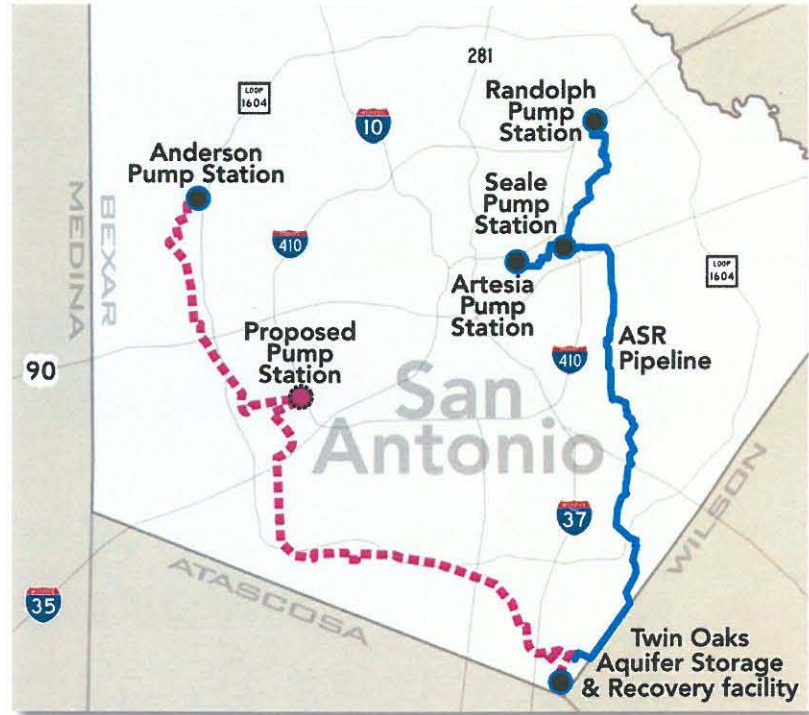 281
Randolph
Pump
Station
LOOP
1604
10
Anderson
Pump Station
Seale
Pump
Station
MEDINA
BEXAR
410
LOOP
1604
Artesia
Pump
Station
Proposed
Pump
Station
ASR
Pipeline
410
90
San
Antonio
37
WILSON
ATASCOSA
35
Twin Oaks
Aquifer Storage
& Recovery facility